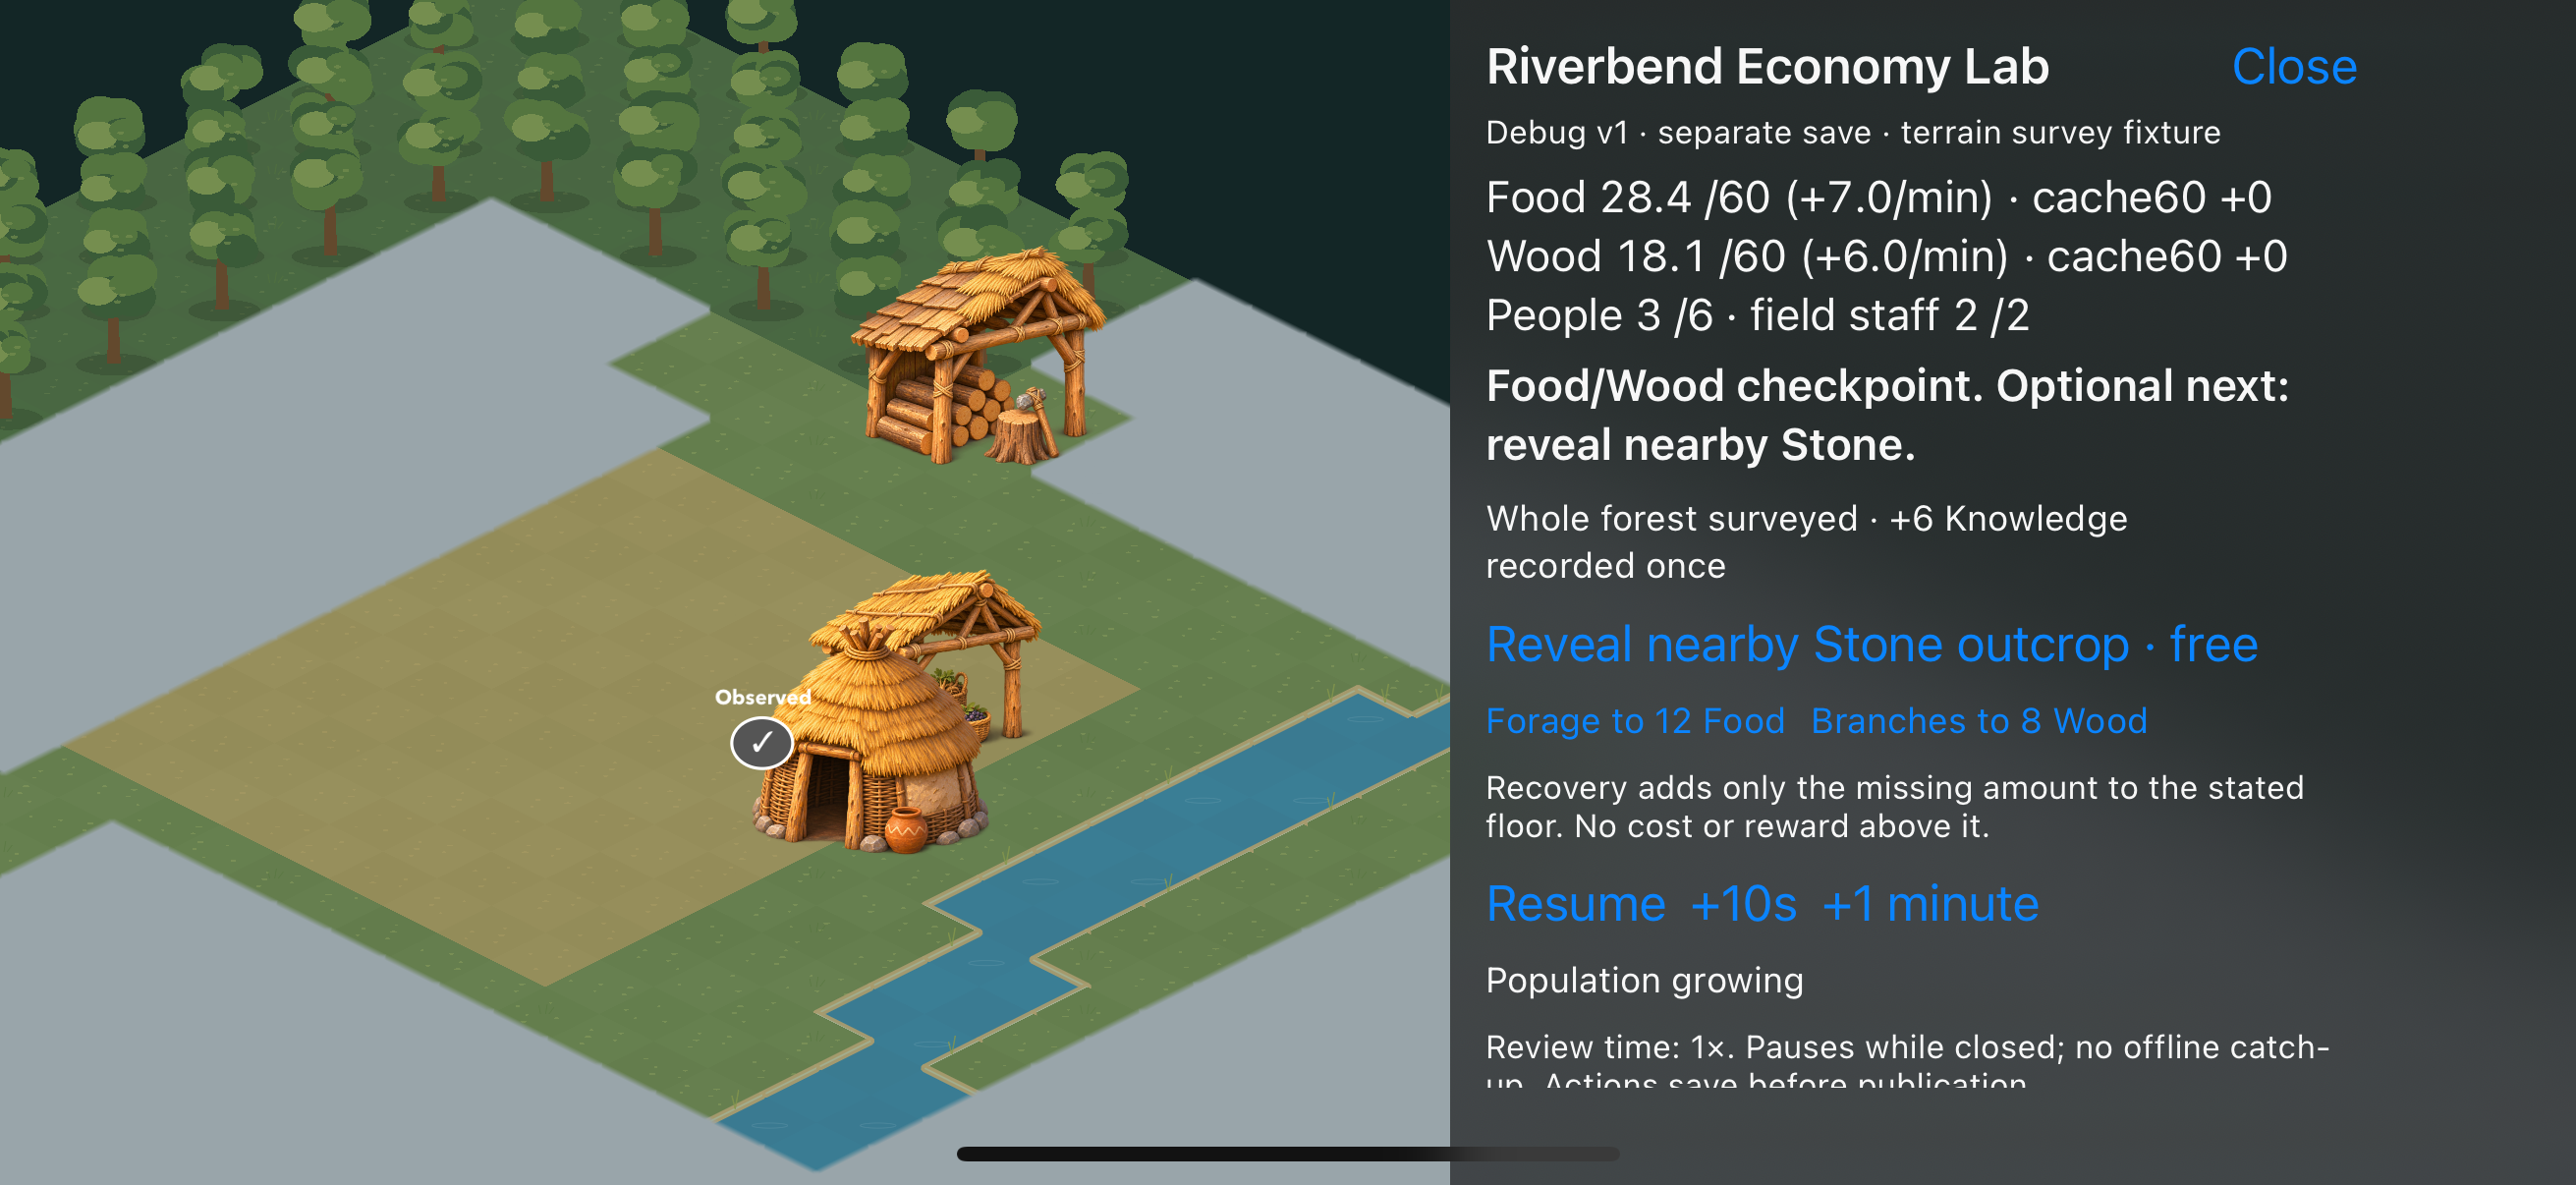 Riverbend Economy Lab
Close
Debug v1 · separate save · terrain survey fixture
Food 28.4 /60 (+7.0/min) · cache60 +0
Wood 18.1 /60 (+6.0/min) · cache60 +0
People 3 /6 · field staff 2 /2
Food/Wood checkpoint. Optional next:
reveal nearby Stone.
Whole forest surveyed · +6 Knowledge
recorded once
Reveal nearby Stone outcrop · free
Forage to 12 Food Branches to 8 Wood
Recovery adds only the missing amount to the stated
floor. No cost or reward above it.
Resume +10s +1 minute
Population growing
Review time: 1×. Pauses while closed; no offline catch-
up. Actions save before publication
Observed